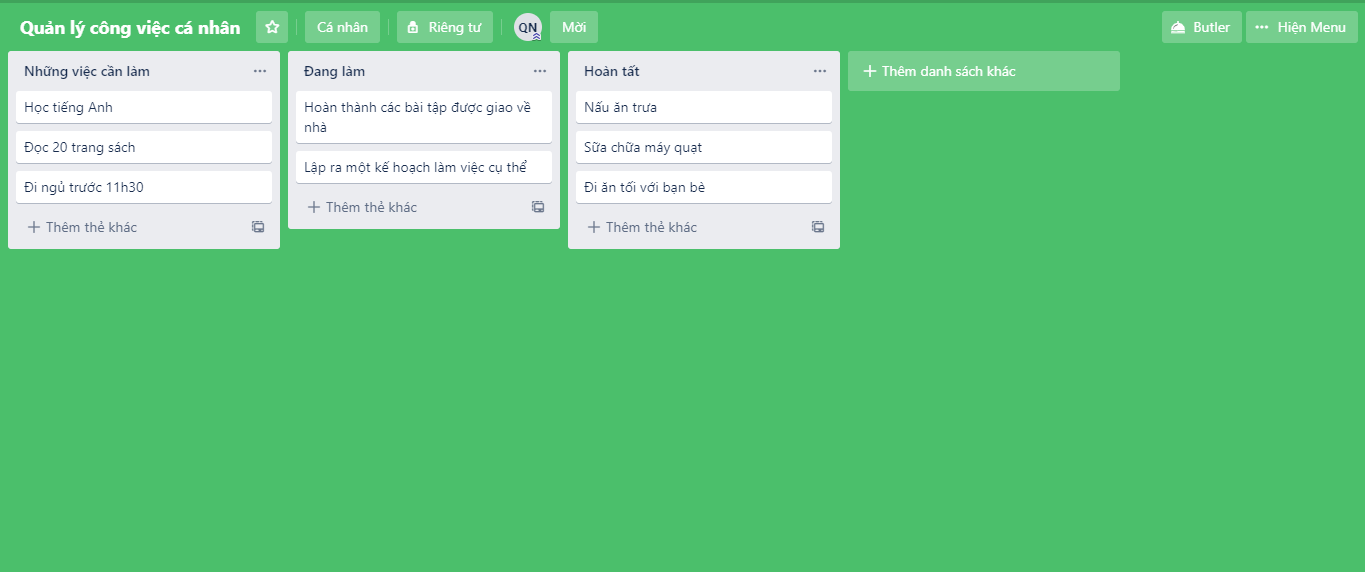 Quản lý công việc cá nhân
Cá nhân
Riêng tư
QN
Mời
Butler
Hiện Menu
Những việc cần làm
Học tiếng Anh
Đọc 20 trang sách
Đi ngủ trước 11h30
Thêm thẻ khác
Đang làm
Hoàn thành các bài tập được giao về
nhà
Lập ra một kế hoạch làm việc cụ thể
Thêm thẻ khác
Hoàn tất
Nấu ăn trưa
Sữa chữa máy quạt
Đi ăn tối với bạn bè
Thêm thẻ khác
Thêm danh sách khác